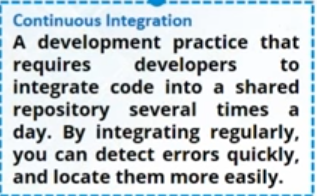 Continuous Integration
A development practice that
requires developers to
integrate code into a shared
repository several times a
day. By integrating regularly,
you can detect errors quickly,
and locate them more easily.